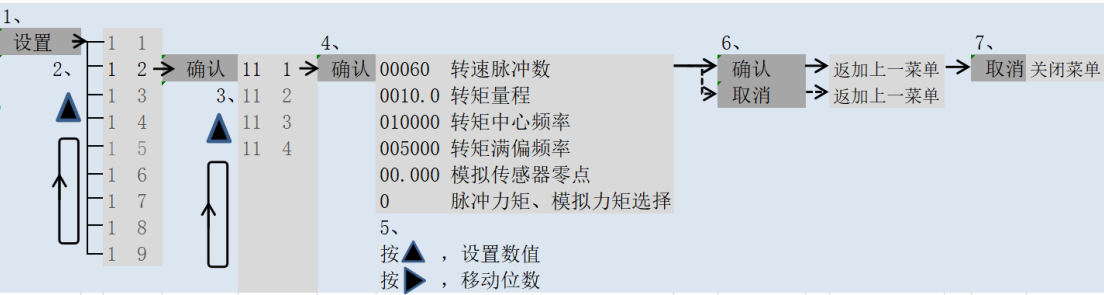 1、
设置 1 1
2、 1 2 确认 11 1 确认 00060 转速脉冲数
4、
6、
确认 返加上一菜单
7、
取消 关闭菜单
1 3 3、 11 2 0010.0 转矩量程
取消 返加上一菜单
1 4 11 3 010000 转矩中心频率
1 5 11 4 005000 转矩满偏频率
1 6 00.000 模拟传感器零点
1 7 0 脉冲力矩、模拟力矩选择
1 8
1 9
5、
按▲ ，设置数值
按▶ ，移动位数